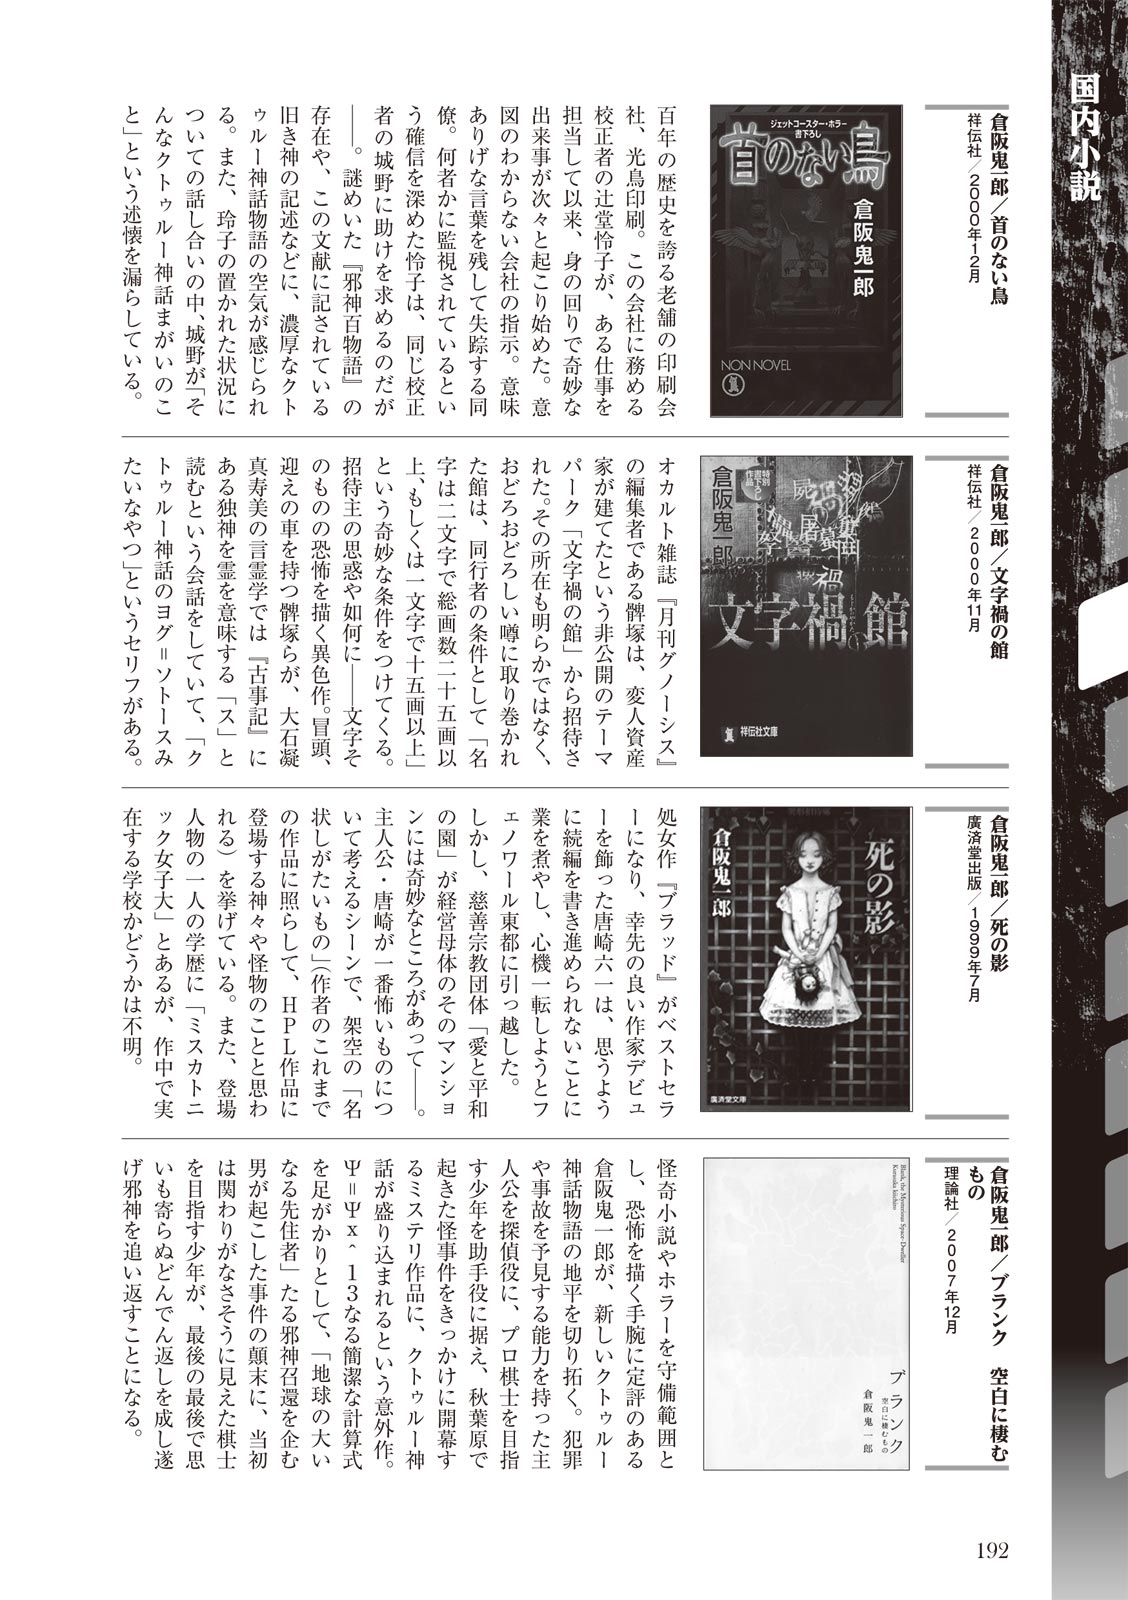 国内小説
倉阪鬼一郎／首のない鳥
祥伝社／2000年12月
ジェットコースター・ホラー
書下ろし
首のない鳥
倉阪鬼一郎
NON NOVEL
百年の歴史を誇る老舗の印刷会
社、光鳥印刷。この会社に務める
校正者の辻堂怜子が、ある仕事を
担当して以来、身の回りで奇妙な
出来事が次々と起こり始めた。意
図のわからない会社の指示。意味
ありげな言葉を残して失踪する同
僚。何者かに監視されているとい
う確信を深めた怜子は、同じ校正
者の城野に助けを求めるのだが
――。謎めいた『邪神百物語』の
存在や、この文献に記されている
旧き神の記述などに、濃厚なクト
ゥルー神話物語の空気が感じられ
る。また、玲子の置かれた状況に
ついての話し合いの中、城野が「そ
んなクトゥルー神話まがいのこ
と」という述懐を漏らしている。
倉阪鬼一郎／文字禍の館
祥伝社／2000年11月
特別
書下ろし
作品
倉阪鬼一郎
文字禍の館
祥伝社文庫
オカルト雑誌『月刊グノーシス』
の編集者である髀塚は、変人資産
家が建てたという非公開のテーマ
パーク「文字禍の館」から招待さ
れた。その所在も明らかではなく、
おどろおどろしい噂に取り巻かれ
た館は、同行者の条件として「名
字は二文字で総画数二十五画以
上、もしくは一文字で十五画以上」
という奇妙な条件をつけてくる。
招待主の思惑や如何に――文字そ
のものの恐怖を描く異色作。冒頭、
迎えの車を持つ髀塚らが、大石凝
真寿美の言霊学では『古事記』に
ある独神を霊を意味する「ス」と
読むという会話をしていて、「ク
トゥルー神話のヨグ＝ソトースみ
たいなやつ」というセリフがある。
倉阪鬼一郎／死の影
廣済堂出版／1999年7月
死の影
倉阪鬼一郎
廣済堂文庫
処女作『ブラッド』がベストセラ
ーになり、幸先の良い作家デビュ
ーを飾った唐崎六一は、思うよう
に続編を書き進められないことに
業を煮やし、心機一転しようとフ
ェノワール東都に引っ越した。
しかし、慈善宗教団体「愛と平和
の園」が経営母体のそのマンショ
ンには奇妙なところがあって――。
主人公・唐崎が一番怖いものにつ
いて考えるシーンで、架空の「名
状しがたいもの」（作者のこれまで
の作品に照らして、HPL作品に
登場する神々や怪物のことと思わ
れる）を挙げている。また、登場
人物の一人の学歴に「ミスカトニ
ック女子大」とあるが、作中で実
在する学校かどうかは不明。
倉阪鬼一郎／ブランク　空白に棲む
もの
理論社／2007年12月
Blank, the Mysterious Space-Dweller
Kurasaka kiichiro
ブランク
空白に棲むもの
倉阪鬼一郎
怪奇小説やホラーを守備範囲と
し、恐怖を描く手腕に定評のある
倉阪鬼一郎が、新しいクトゥルー
神話物語の地平を切り拓く。犯罪
や事故を予見する能力を持った主
人公を探偵役に、プロ棋士を目指
す少年を助手役に据え、秋葉原で
起きた怪事件をきっかけに開幕す
るミステリ作品に、クトゥルー神
話が盛り込まれるという意外作。
Ψ＝Ψx＾13なる簡潔な計算式
を足がかりとして、「地球の大い
なる先住者」たる邪神召還を企む
男が起こした事件の顛末に、当初
は関わりがなさそうに見えた棋士
を目指す少年が、最後の最後で思
いも寄らぬどんでん返しを成し遂
げ邪神を追い返すことになる。
192